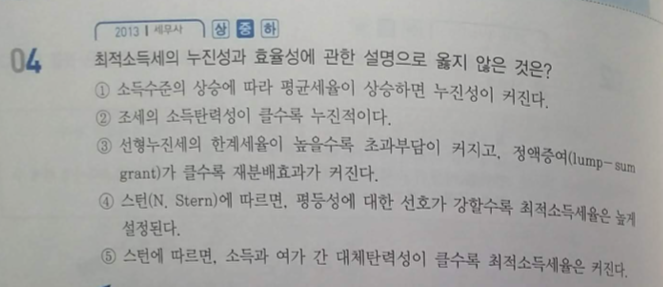 2013 | 세무사 상 중 하
04 최적소득세의 누진성과 효율성에 관한 설명으로 옳지 않은 것은?
① 소득수준의 상승에 따라 평균세율이 상승하면 누진성이 커진다.
② 조세의 소득탄력성이 클수록 누진적이다.
③ 선형누진세의 한계세율이 높을수록 초과부담이 커지고, 정액증여(lump-sum
grant)가 클수록 재분배효과가 커진다.
④ 스턴(N. Stern)에 따르면, 평등성에 대한 선호가 강할수록 최적소득세율은 높게
설정된다.
⑤ 스턴에 따르면, 소득과 여가 간 대체탄력성이 클수록 최적소득세율은 커진다.